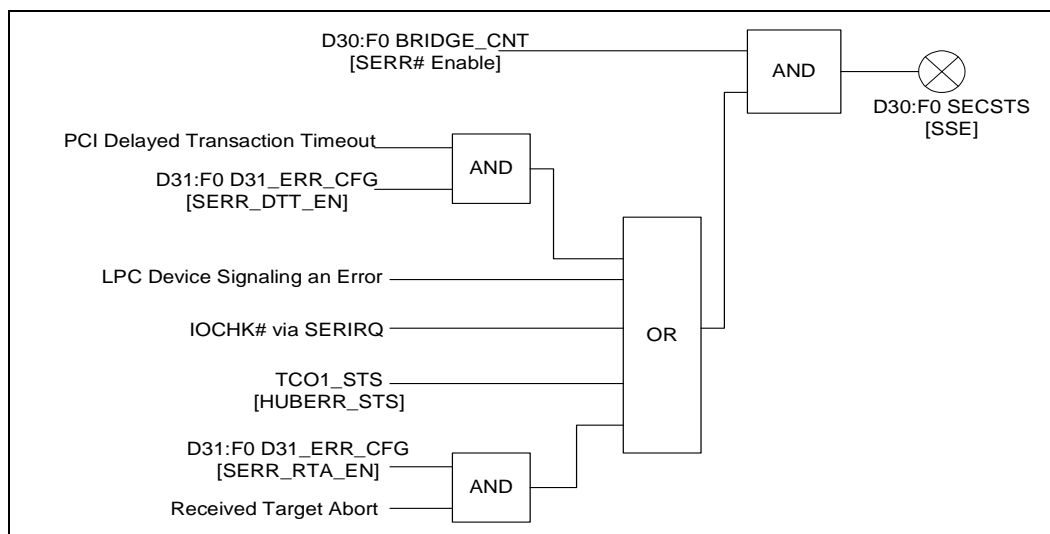 D30:F0 BRIDGE_CNT
[SERR# Enable]
AND
D30:F0 SECSTS
[SSE]
PCI Delayed Transaction Timeout
AND
D31:F0 D31_ERR_CFG
[SERR_DTT_EN]
LPC Device Signaling an Error
IOCHK# via SERIRQ
OR
TCO1_STS
[HUBERR_STS]
D31:F0 D31_ERR_CFG
[SERR_RTA_EN]
AND
Received Target Abort